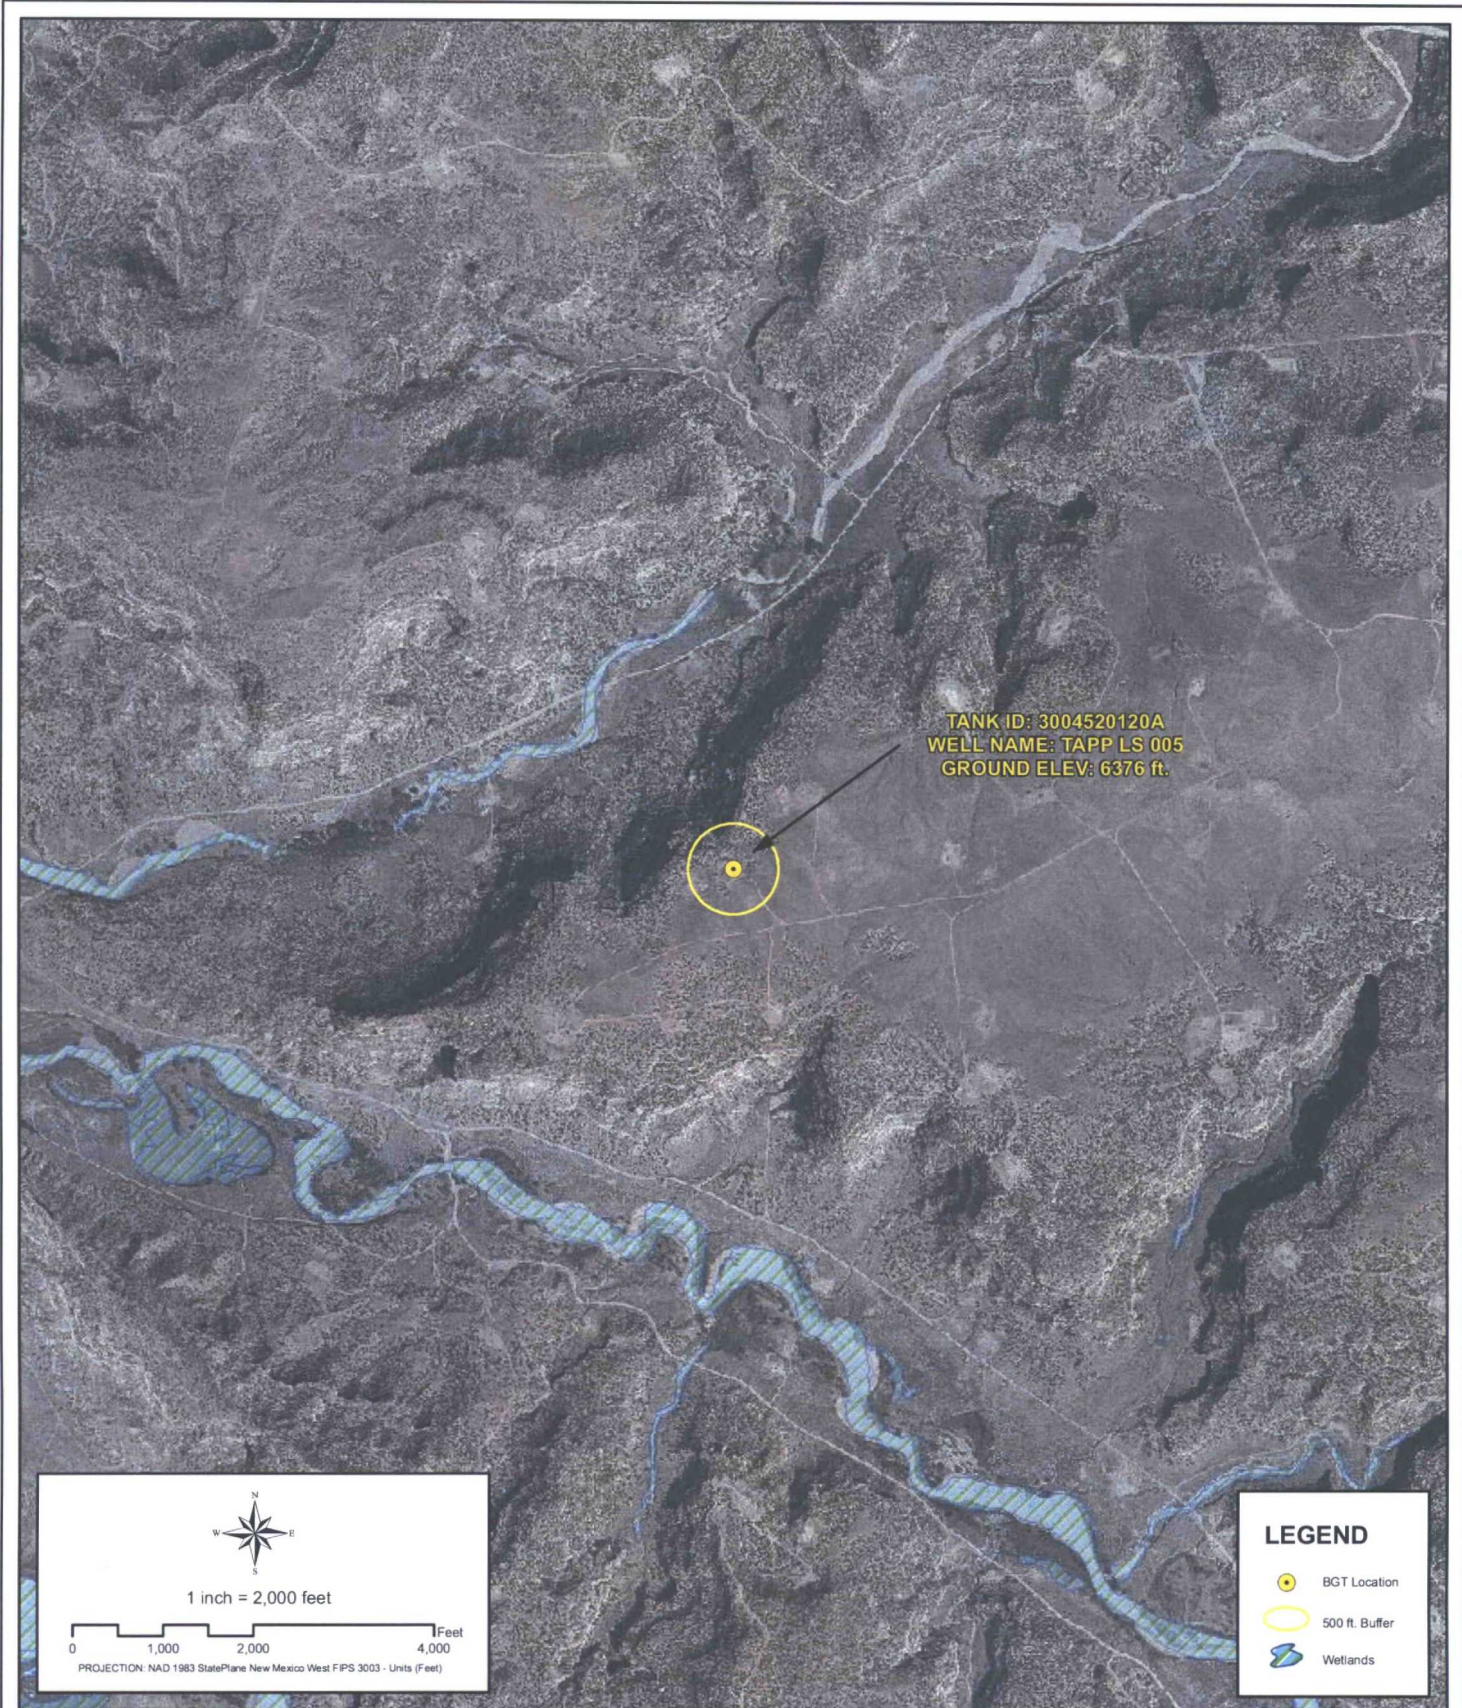 TANK ID: 3004520120A
WELL NAME: TAPP LS 005
GROUND ELEV: 6376 ft.
N
W E
S
1 inch = 2,000 feet
Feet
0 1,000 2,000 4,000
PROJECTION: NAD 1983 StatePlane New Mexico West FIPS 3003 - Units (Feet)
LEGEND
BGT Location
500 ft. Buffer
Wetlands